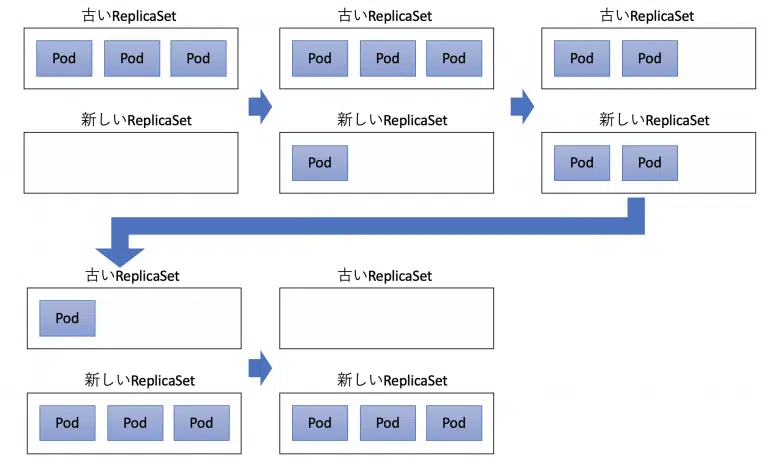 古いReplicaSet
Pod Pod Pod
新しいReplicaSet
古いReplicaSet
Pod Pod Pod
新しいReplicaSet
Pod
古いReplicaSet
Pod Pod
新しいReplicaSet
Pod Pod
古いReplicaSet
Pod
新しいReplicaSet
Pod Pod Pod
古いReplicaSet
新しいReplicaSet
Pod Pod Pod